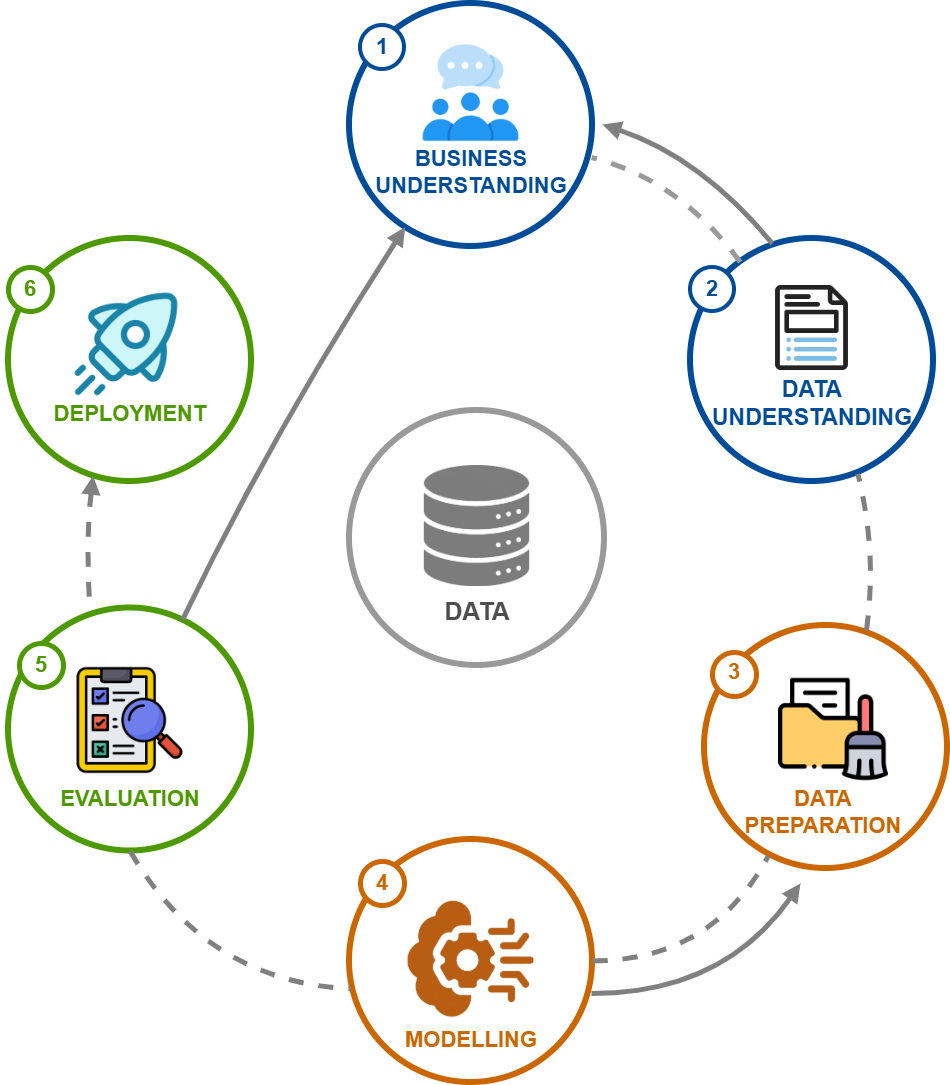 1
BUSINESS
UNDERSTANDING
2
DATA
UNDERSTANDING
3
DATA
PREPARATION
4
MODELLING
5
EVALUATION
6
DEPLOYMENT
DATA